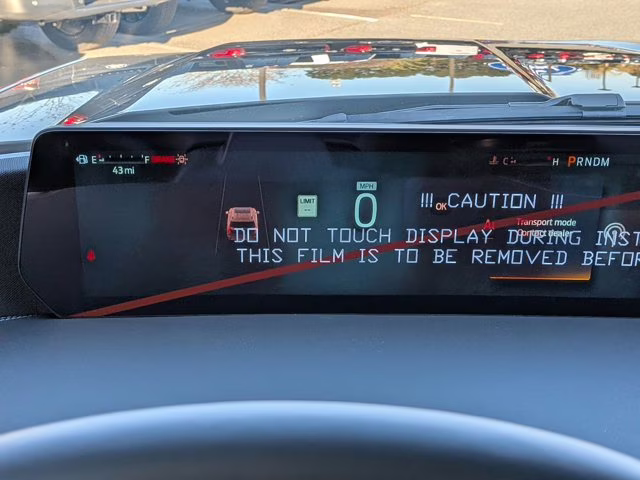 E F
43 mi
C H
PRNDM
LIMIT
--
MPH
0
!!! CAUTION !!!
OK
Transport mode
Contact dealer
DO NOT TOUCH DISPLAY DURING INST
THIS FILM IS TO BE REMOVED BEFOR